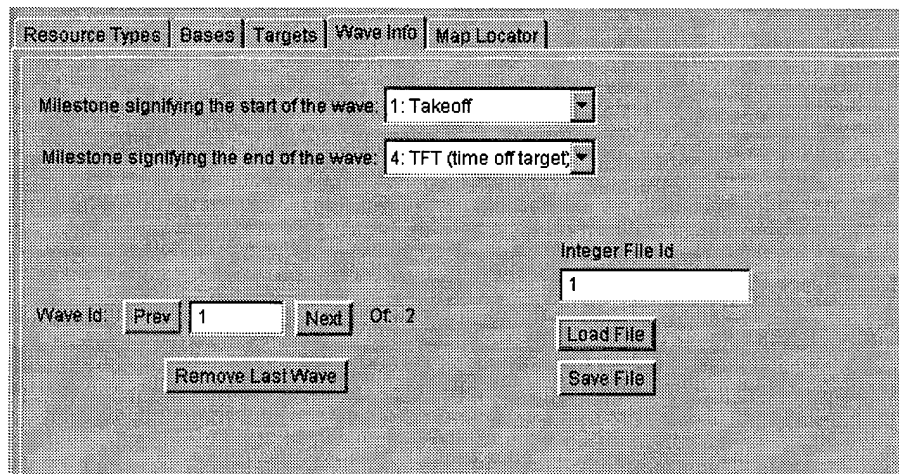 Resource Types Bases Targets Wave Info Map Locator
Milestone signifying the start of the wave: 1: Takeoff
Milestone signifying the end of the wave: 4: TFT (time off target)
Integer File Id
1
Wave Id: Prev 1 Next Of: 2
Load File
Remove Last Wave Save File